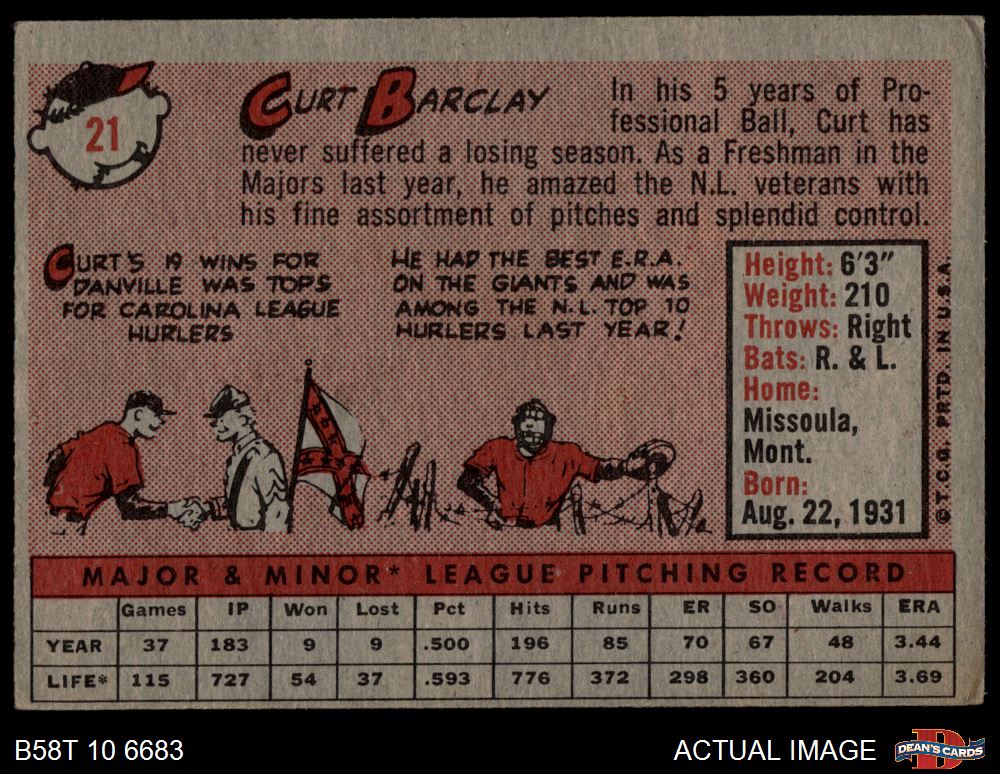 21
CURT BARCLAY
In his 5 years of Pro-
fessional Ball, Curt has
never suffered a losing season. As a Freshman in the
Majors last year, he amazed the N.L. veterans with
his fine assortment of pitches and splendid control.
CURT'S 19 WINS FOR
DANVILLE WAS TOPS
FOR CAROLINA LEAGUE
HURLERS
HE HAD THE BEST E.R.A.
ON THE GIANTS AND WAS
AMONG THE N.L. TOP 10
HURLERS LAST YEAR!
Height: 6'3"
Weight: 210
Throws: Right
Bats: R. & L.
Home:
Missoula,
Mont.
Born:
Aug. 22, 1931
© T.C.G. PRTD. IN U.S.A.
MAJOR & MINOR* LEAGUE PITCHING RECORD
Games IP Won Lost Pct Hits Runs ER SO Walks ERA
YEAR 37 183 9 9 .500 196 85 70 67 48 3.44
LIFE* 115 727 54 37 .593 776 372 298 360 204 3.69
B58T 10 6683
ACTUAL IMAGE
D
DEAN'S CARDS